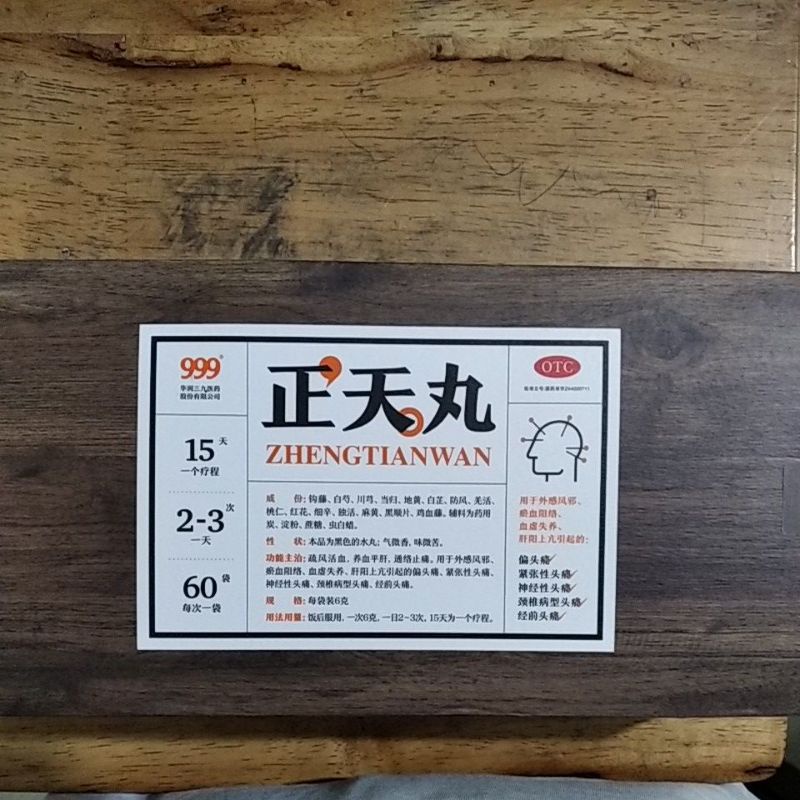 999®
华润三九医药
股份有限公司
15天
一个疗程
2-3次
一天
60袋
每次一袋
正天丸
ZHENGTIANWAN
成 份：钩藤、白芍、川芎、当归、地黄、白芷、防风、羌活、
桃仁、红花、细辛、独活、麻黄、黑顺片、鸡血藤。辅料为药用
炭、淀粉、蔗糖、虫白蜡。
性 状：本品为黑色的水丸；气微香，味微苦。
功能主治：疏风活血，养血平肝，通络止痛。用于外感风邪、
瘀血阻络、血虚失养、肝阳上亢引起的偏头痛、紧张性头痛、
神经性头痛、颈椎病型头痛、经前头痛。
规 格：每袋装6克
用法用量：饭后服用，一次6克，一日2~3次，15天为一个疗程。
OTC
用于外感风邪、
瘀血阻络、
血虚失养、
肝阳上亢引起的：
偏头痛✓
紧张性头痛✓
神经性头痛✓
颈椎病型头痛✓
经前头痛✓